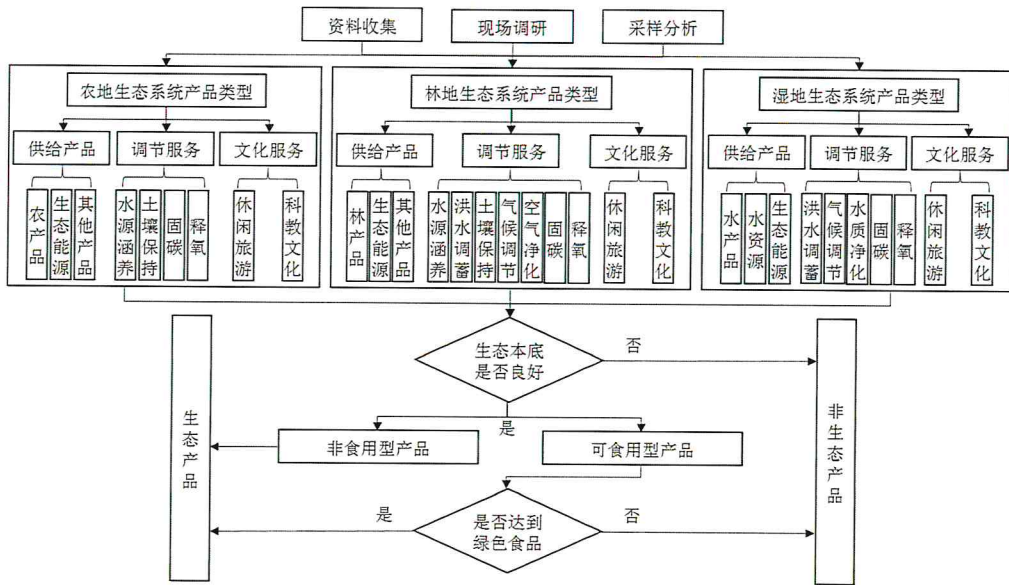 资料收集
现场调研
采样分析
农地生态系统产品类型
供给产品
调节服务
文化服务
农产品
生态能源
其他产品
水源涵养
土壤保持
固碳
释氧
休闲旅游
科教文化
林地生态系统产品类型
供给产品
调节服务
文化服务
林产品
生态能源
其他产品
水源涵养
洪水调蓄
土壤保持
气候调节
空气净化
固碳
释氧
休闲旅游
科教文化
湿地生态系统产品类型
供给产品
调节服务
文化服务
水产品
水资源
生态能源
洪水调蓄
气候调节
水质净化
固碳
释氧
休闲旅游
科教文化
生态本底
是否良好
否
是
生态产品
非食用型产品
可食用型产品
非生态产品
是
是否达到
绿色食品
否